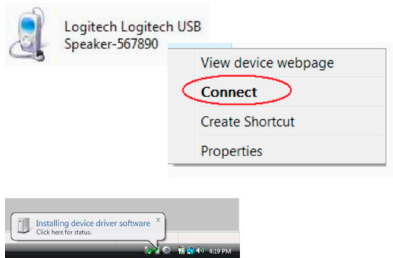 Logitech Logitech USB
Speaker-567890
View device webpage
Connect
Create Shortcut
Properties
Installing device driver software
Click here for status.
4:19 PM